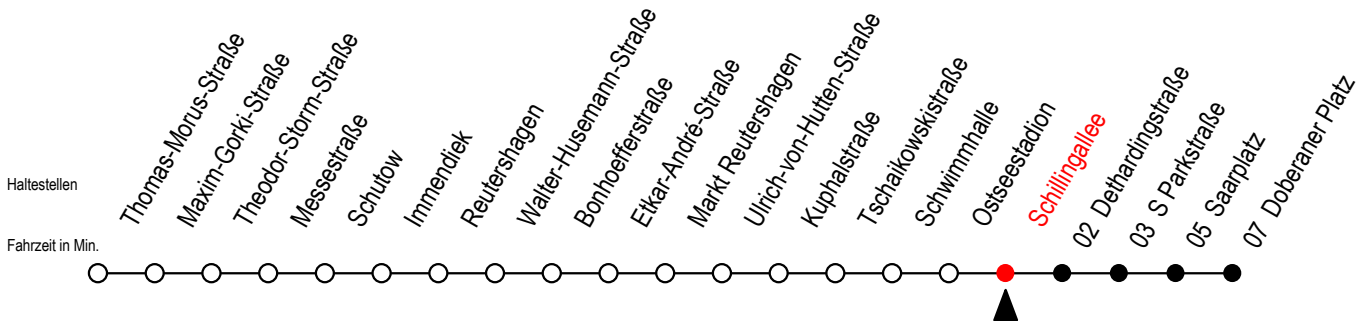 Haltestellen
Fahrzeit in Min.
Thomas-Morus-Straße
Maxim-Gorki-Straße
Theodor-Storm-Straße
Messestraße
Schutow
Immendiek
Reutershagen
Walter-Husemann-Straße
Bonhoefferstraße
Etkar-André-Straße
Markt Reutershagen
Ulrich-von-Hutten-Straße
Kuphalstraße
Tschaikowskistraße
Schwimmhalle
Ostseestadion
Schillingallee
02 Dethardingstraße
03 S Parkstraße
05 Saarplatz
07 Doberaner Platz